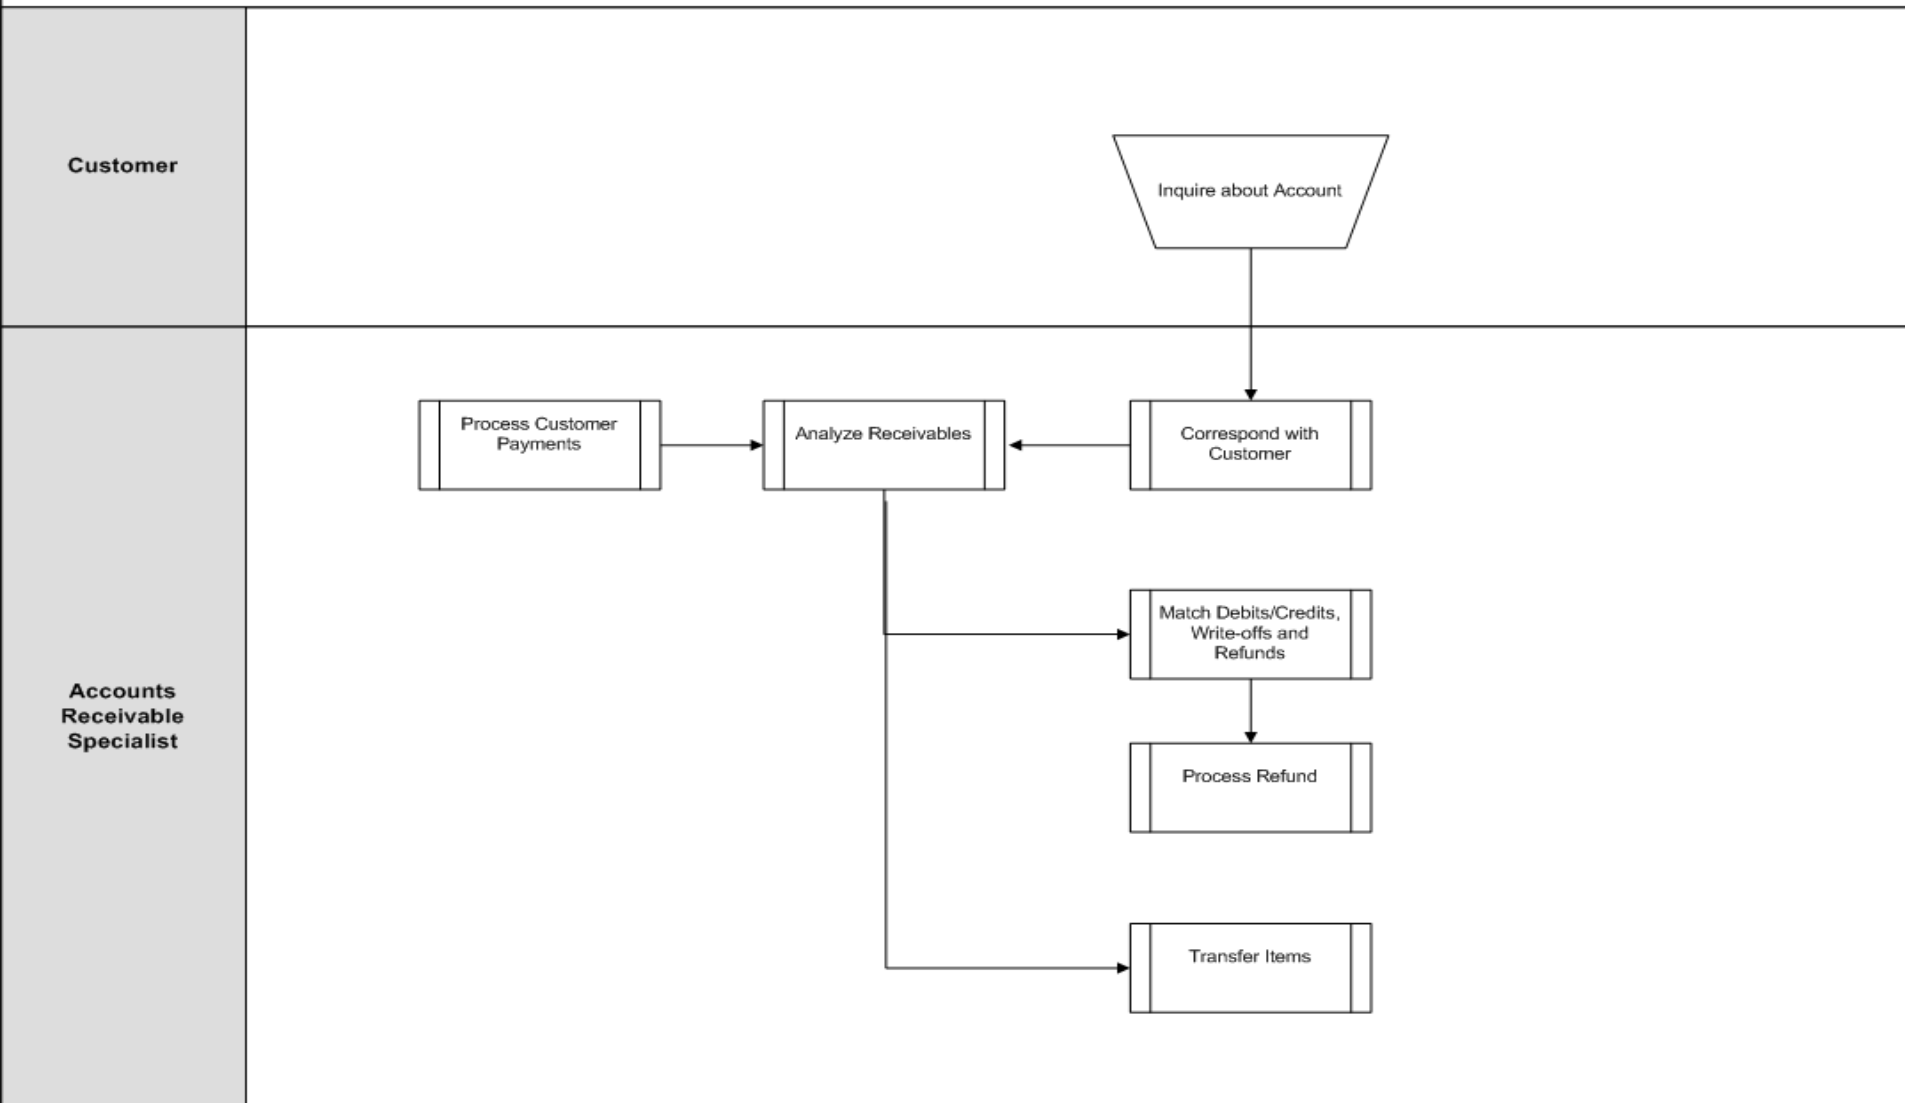 Customer
Inquire about Account
Process Customer
Payments
Analyze Receivables
Correspond with
Customer
Match Debits/Credits,
Write-offs and
Refunds
Accounts
Receivable
Specialist
Process Refund
Transfer Items